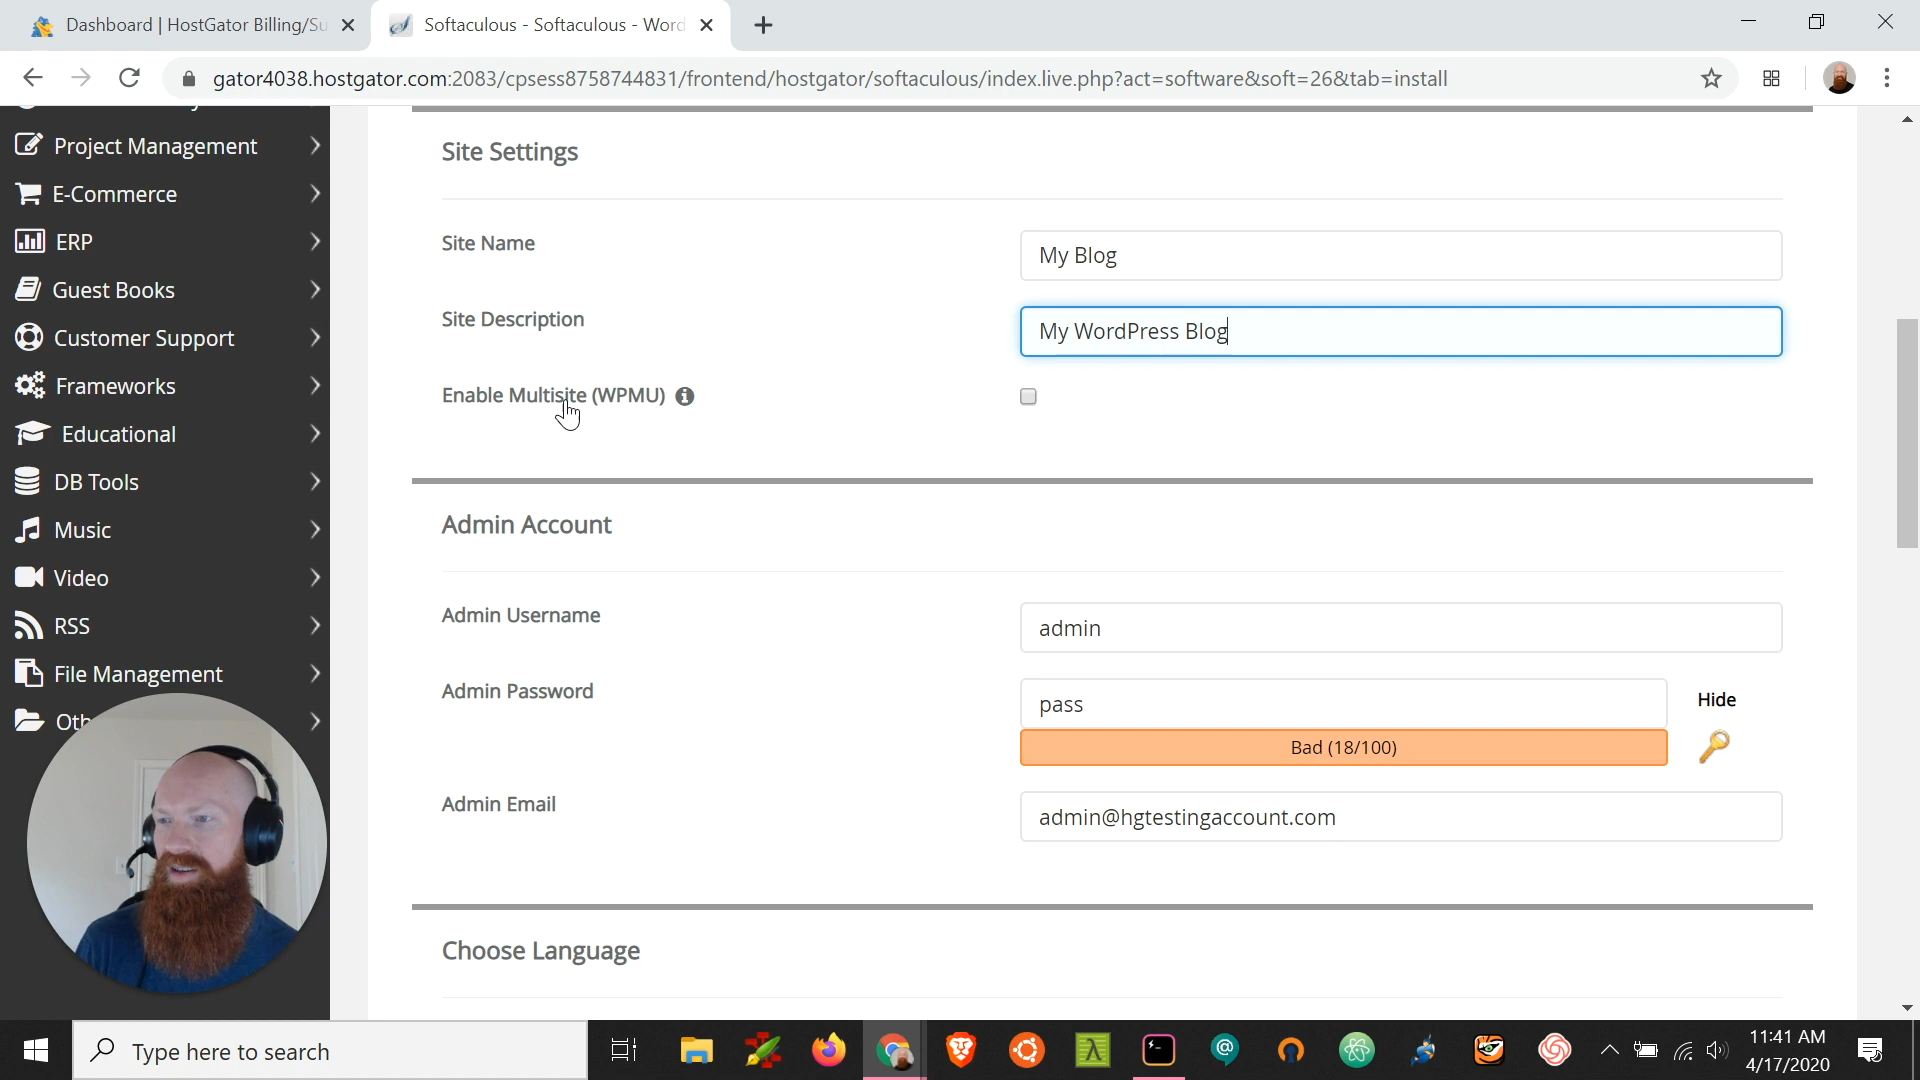 Dashboard | HostGator Billing/Su
Softaculous - Softaculous - Word
gator4038.hostgator.com:2083/cpsess8758744831/frontend/hostgator/softaculous/index.live.php?act=software&soft=26&tab=install
Project Management
E-Commerce
ERP
Guest Books
Customer Support
Frameworks
Educational
DB Tools
Music
Video
RSS
File Management
Oth
Site Settings
Site Name
My Blog
Site Description
My WordPress Blog
Enable Multisite (WPMU)
Admin Account
Admin Username
admin
Admin Password
pass
Hide
Bad (18/100)
Admin Email
admin@hgtestingaccount.com
Choose Language
Type here to search
11:41 AM
4/17/2020